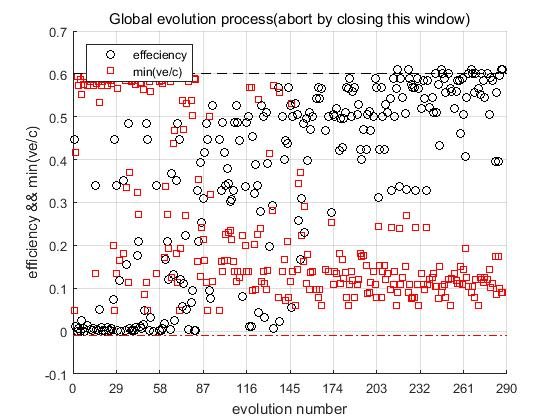 Global evolution process(abort by closing this window)
0.7
0.6
0.5
0.4
0.3
0.2
0.1
0
-0.1
effeciency
min(ve/c)
efficiency && min(ve/c)
0 29 58 87 116 145 174 203 232 261 290
evolution number